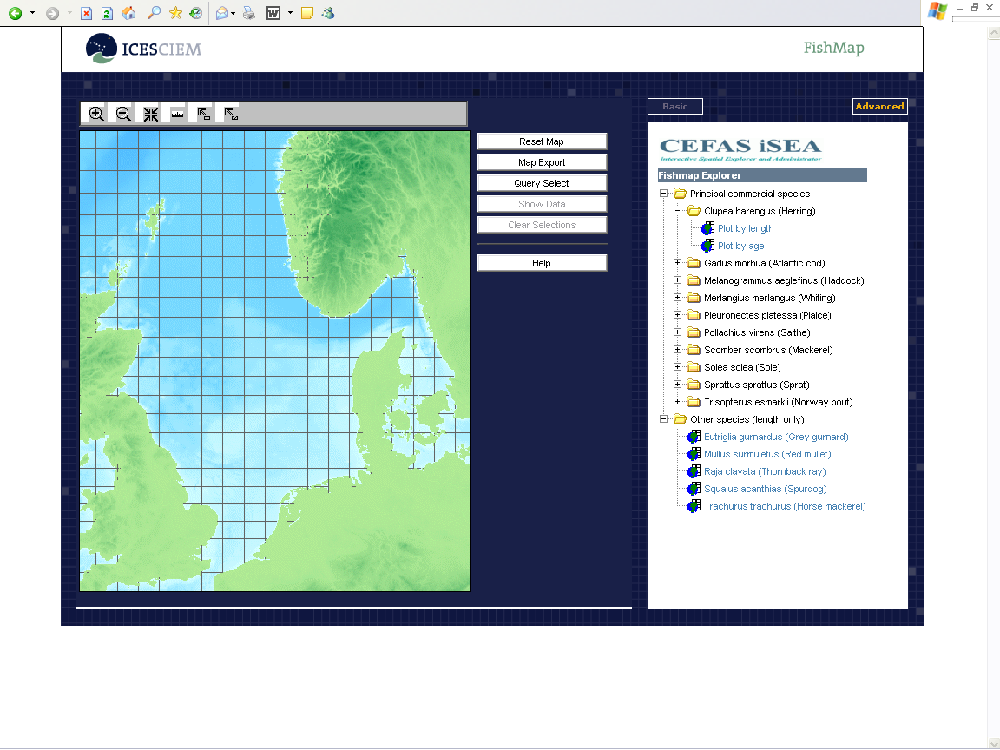 ICESCIEM
FishMap
Basic
Advanced
Reset Map
Map Export
Query Select
Show Data
Clear Selections
Help
CEFAS iSEA
Interactive Spatial Explorer and Administrator
Fishmap Explorer
Principal commercial species
Clupea harengus (Herring)
Plot by length
Plot by age
Gadus morhua (Atlantic cod)
Melanogrammus aeglefinus (Haddock)
Merlangius merlangus (Whiting)
Pleuronectes platessa (Plaice)
Pollachius virens (Saithe)
Scomber scombrus (Mackerel)
Solea solea (Sole)
Sprattus sprattus (Sprat)
Trisopterus esmarkii (Norway pout)
Other species (length only)
Eutriglia gurnardus (Grey gurnard)
Mullus surmuletus (Red mullet)
Raja clavata (Thornback ray)
Squalus acanthias (Spurdog)
Trachurus trachurus (Horse mackerel)